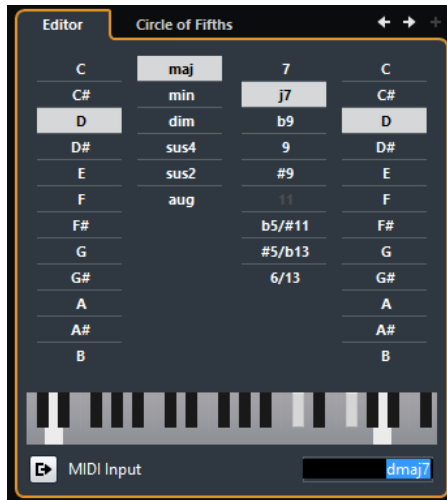 Editor Circle of Fifths
C maj 7 C
C# min j7 C#
D dim b9 D
D# sus4 9 D#
E sus2 #9 E
F aug 11 F
F# b5/#11 F#
G #5/b13 G
G# 6/13 G#
A A
A# A#
B B
MIDI Input dmaj7